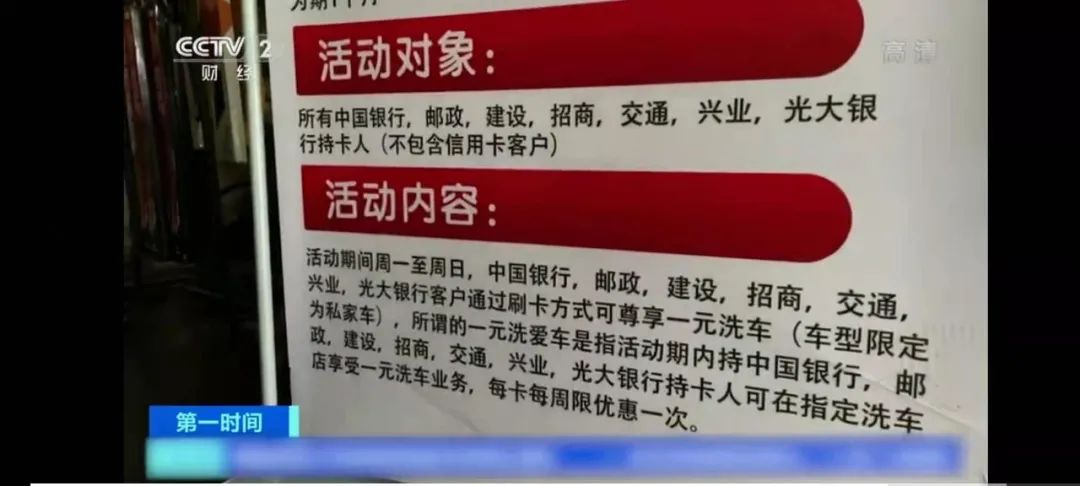 为期1个月
CCTV 2
财经
高清
活动对象：
所有中国银行，邮政，建设，招商，交通，兴业，光大银
行持卡人（不包含信用卡客户）
活动内容：
活动期间周一至周日，中国银行，邮政，建设，招商，交通，
兴业，光大银行客户通过刷卡方式可尊享一元洗车（车型限定
为私家车），所谓的一元洗爱车是指活动期内持中国银行，邮
政，建设，招商，交通，兴业，光大银行持卡人可在指定洗车
店享受一元洗车业务，每卡每周限优惠一次。
第一时间